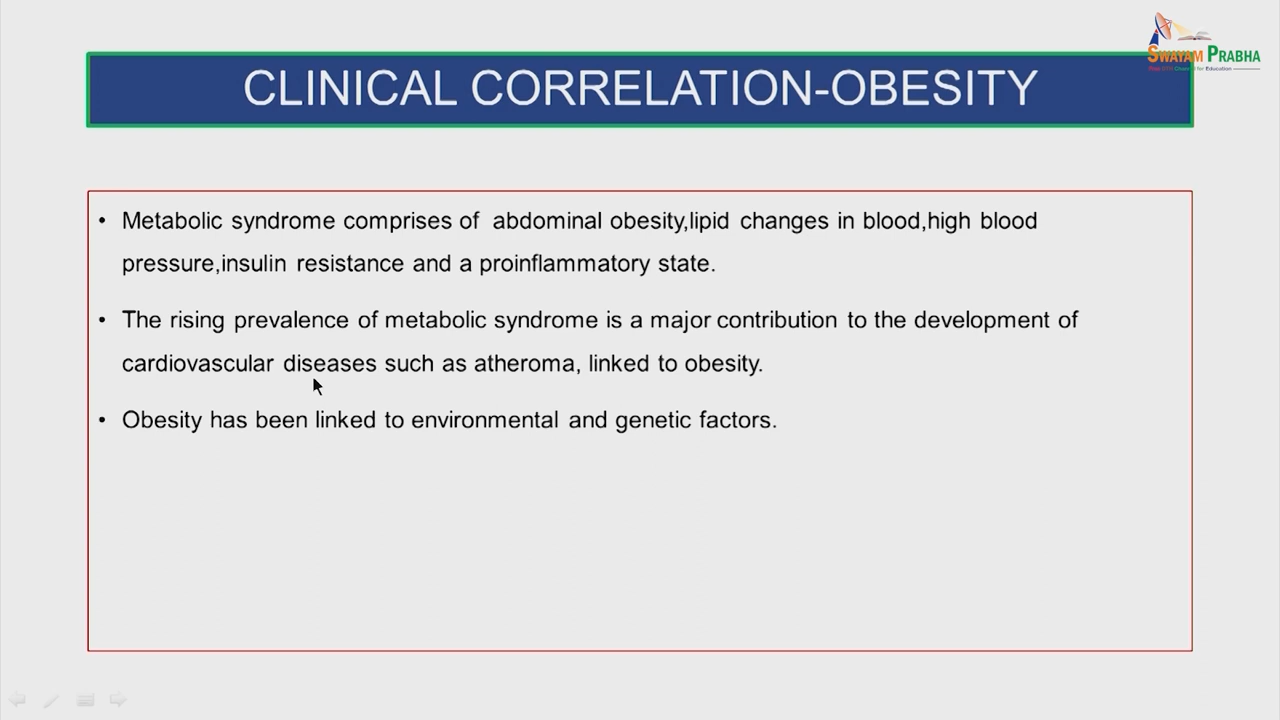 SWAYAM PRABHA
CLINICAL CORRELATION-OBESITY
• Metabolic syndrome comprises of abdominal obesity,lipid changes in blood,high blood
pressure,insulin resistance and a proinflammatory state.
• The rising prevalence of metabolic syndrome is a major contribution to the development of
cardiovascular diseases such as atheroma, linked to obesity.
• Obesity has been linked to environmental and genetic factors.